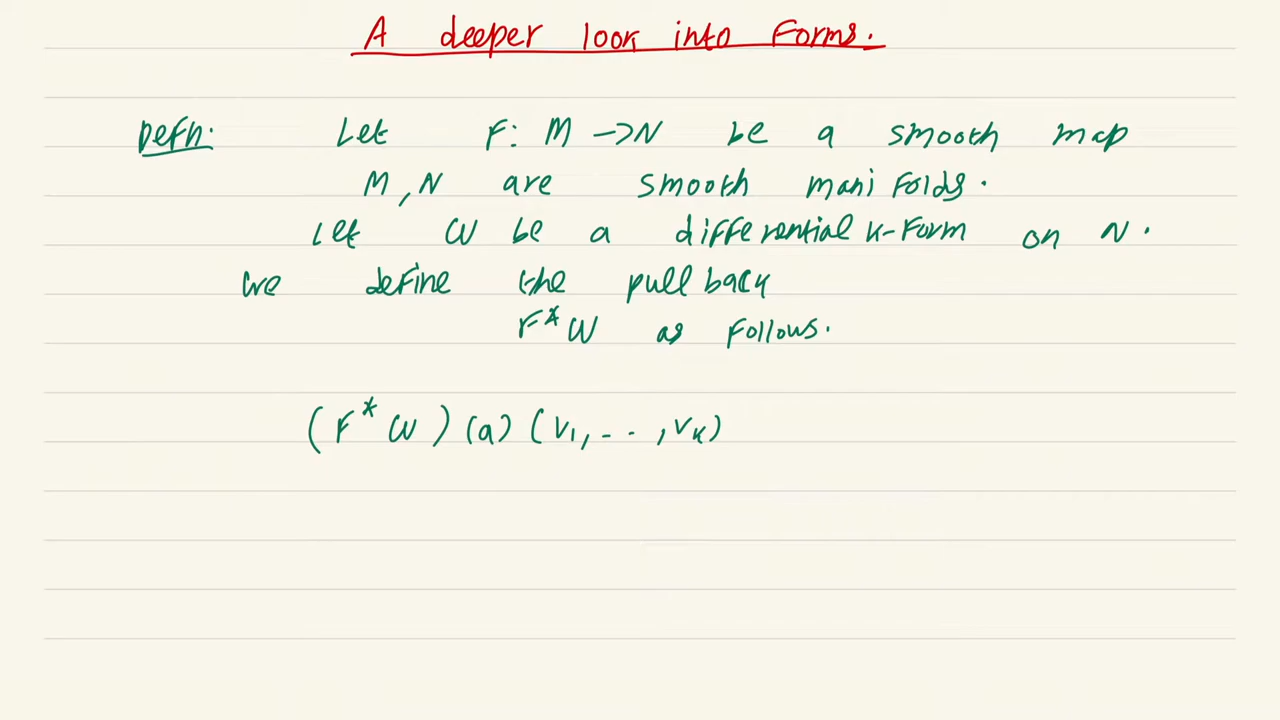 A deeper look into Forms.
Defn: Let F: M -> N be a smooth map
M, N are smooth manifolds.
Let ω be a differential k-form on N.
we define the pullback
F* ω as follows.
(F* ω) (a) (v₁, ..., vₖ)